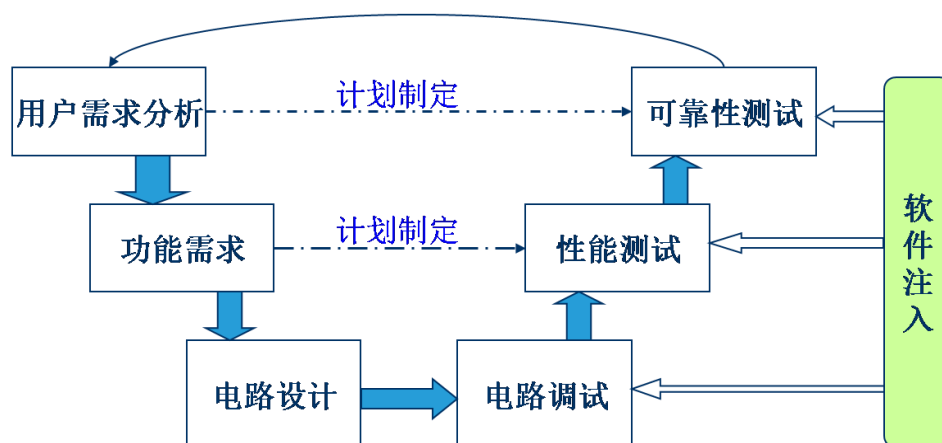 计划制定
用户需求分析
可靠性测试
功能需求
计划制定
性能测试
软件注入
电路设计
电路调试